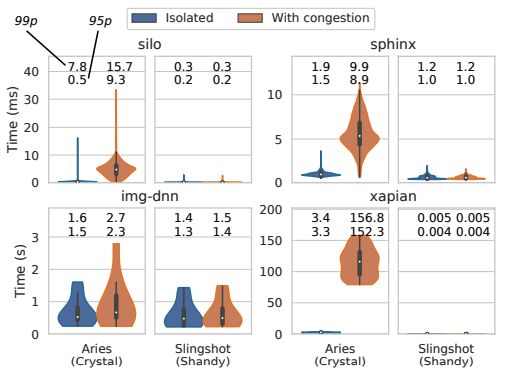 99p 95p Isolated With congestion
silo sphinx
Time (ms)
40
30
20
10
0
7.8 15.7 0.3 0.3
0.5 9.3 0.2 0.2
10
5
0
1.9 9.9 1.2 1.2
1.5 8.9 1.0 1.0
img-dnn xapian
Time (s)
3
2
1
0
1.6 2.7 1.4 1.5
1.5 2.3 1.3 1.4
200
150
100
50
0
3.4 156.8 0.005 0.005
3.3 152.3 0.004 0.004
Aries Slingshot Aries Slingshot
(Crystal) (Shandy) (Crystal) (Shandy)